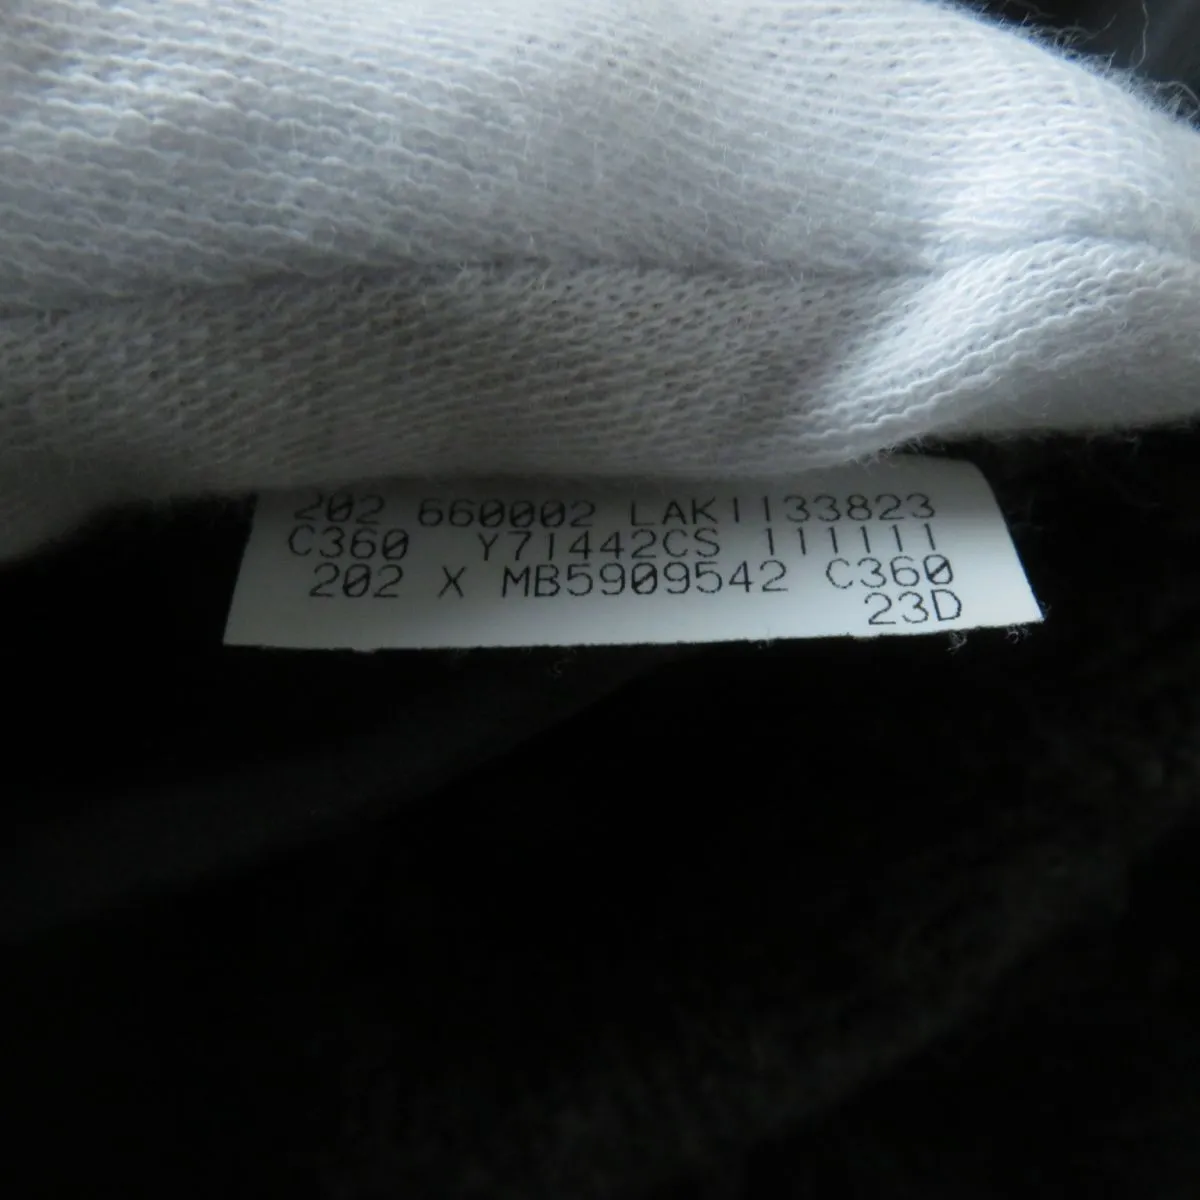 202 660002 LAK1133823
C360 Y71442CS 111111
202 X MB5909542 C360
23D